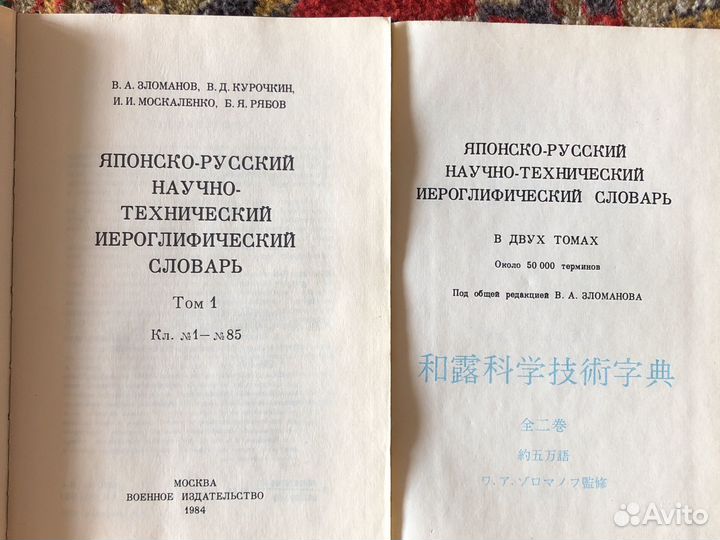 В. А. ЗЛОМАНОВ, В. Д. КУРОЧКИН,
И. И. МОСКАЛЕНКО, Б. Я. РЯБОВ
ЯПОНСКО-РУССКИЙ
НАУЧНО-
ТЕХНИЧЕСКИЙ
ИЕРОГЛИФИЧЕСКИЙ
СЛОВАРЬ
Том 1
Кл. №1—№85
МОСКВА
ВОЕННОЕ ИЗДАТЕЛЬСТВО
1984
ЯПОНСКО-РУССКИЙ
НАУЧНО-ТЕХНИЧЕСКИЙ
ИЕРОГЛИФИЧЕСКИЙ СЛОВАРЬ
В ДВУХ ТОМАХ
Около 50 000 терминов
Под общей редакцией В. А. ЗЛОМАНОВА
和露科学技術字典
全二巻
約五万語
ワ.ア.ゾロマノフ監修
Avito